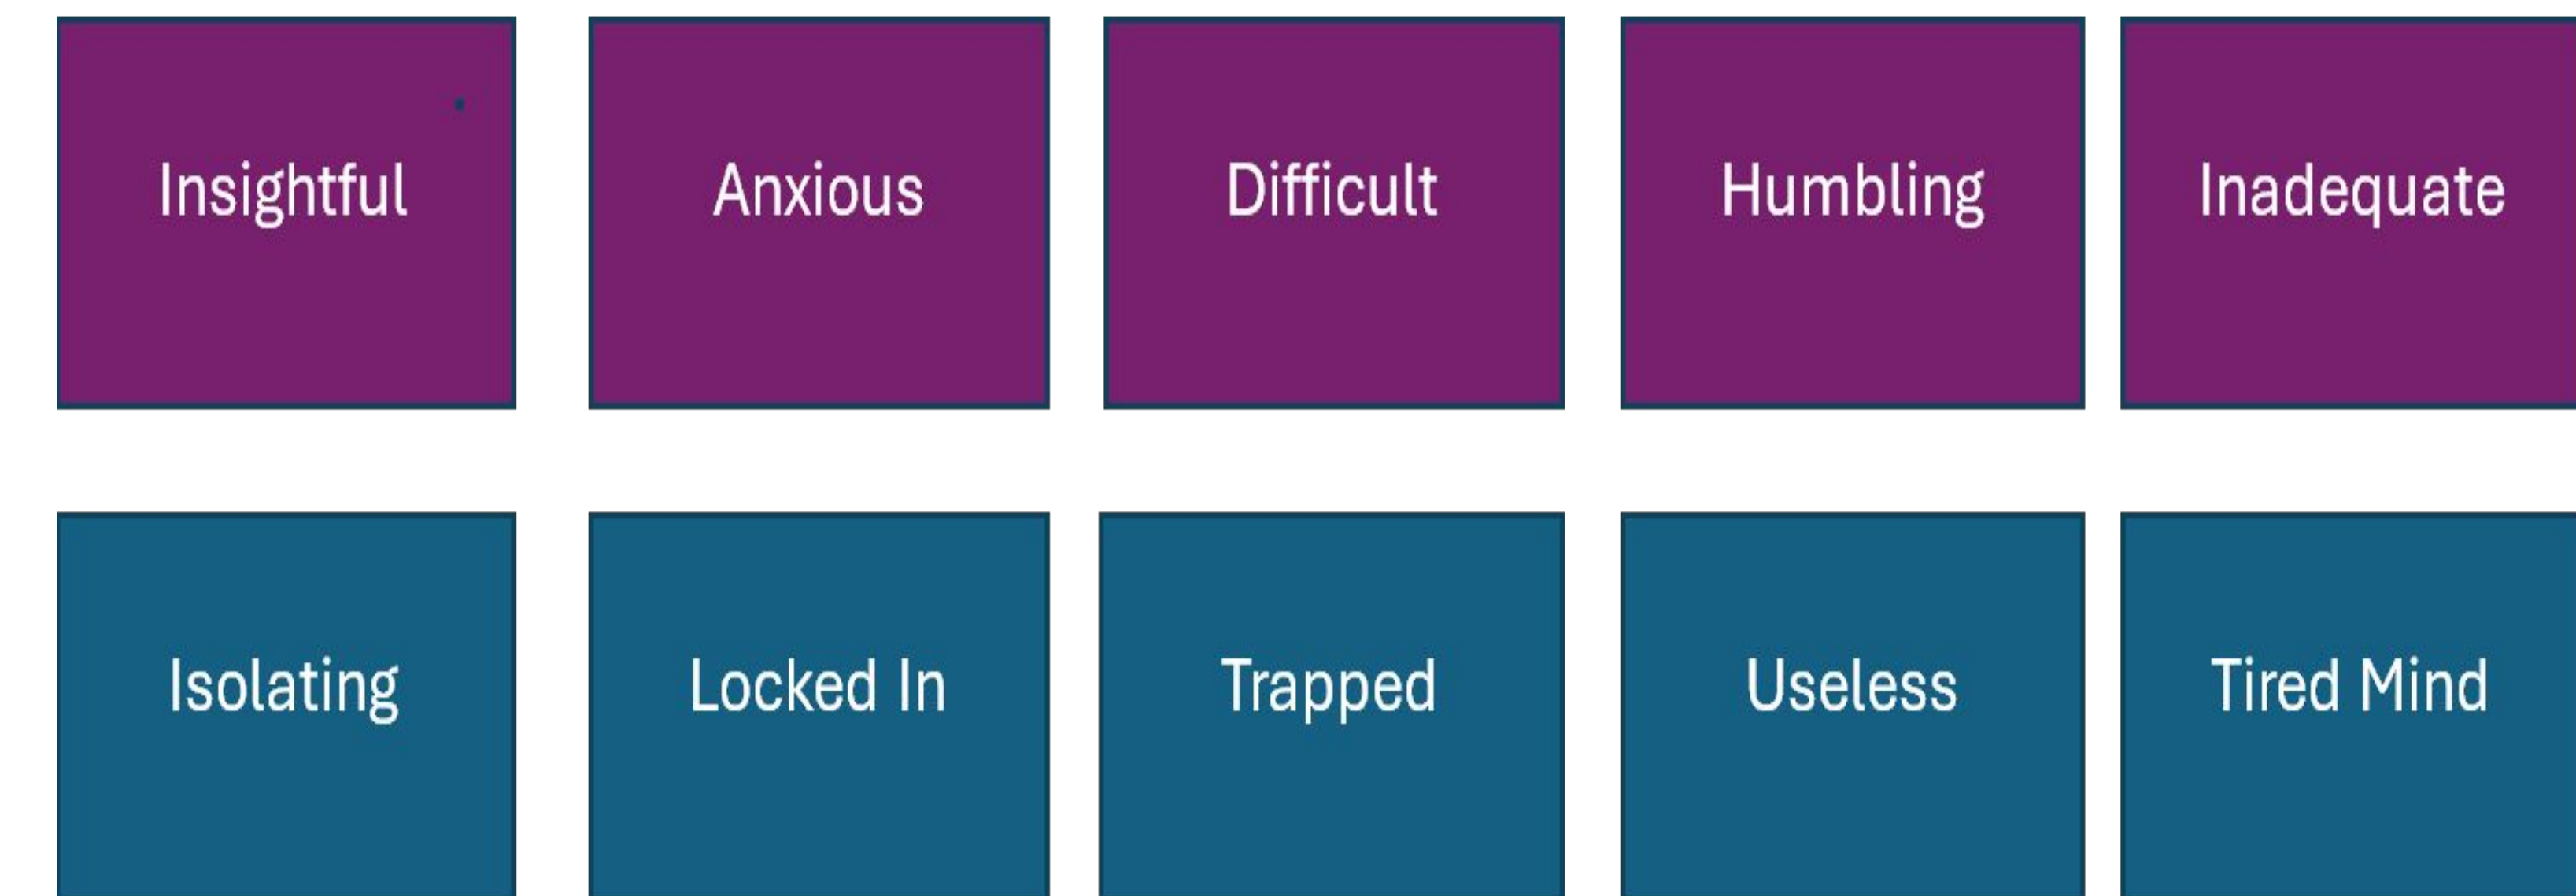 Insightful
Anxious
Difficult
Humbling
Inadequate
Isolating
Locked In
Trapped
Useless
Tired Mind